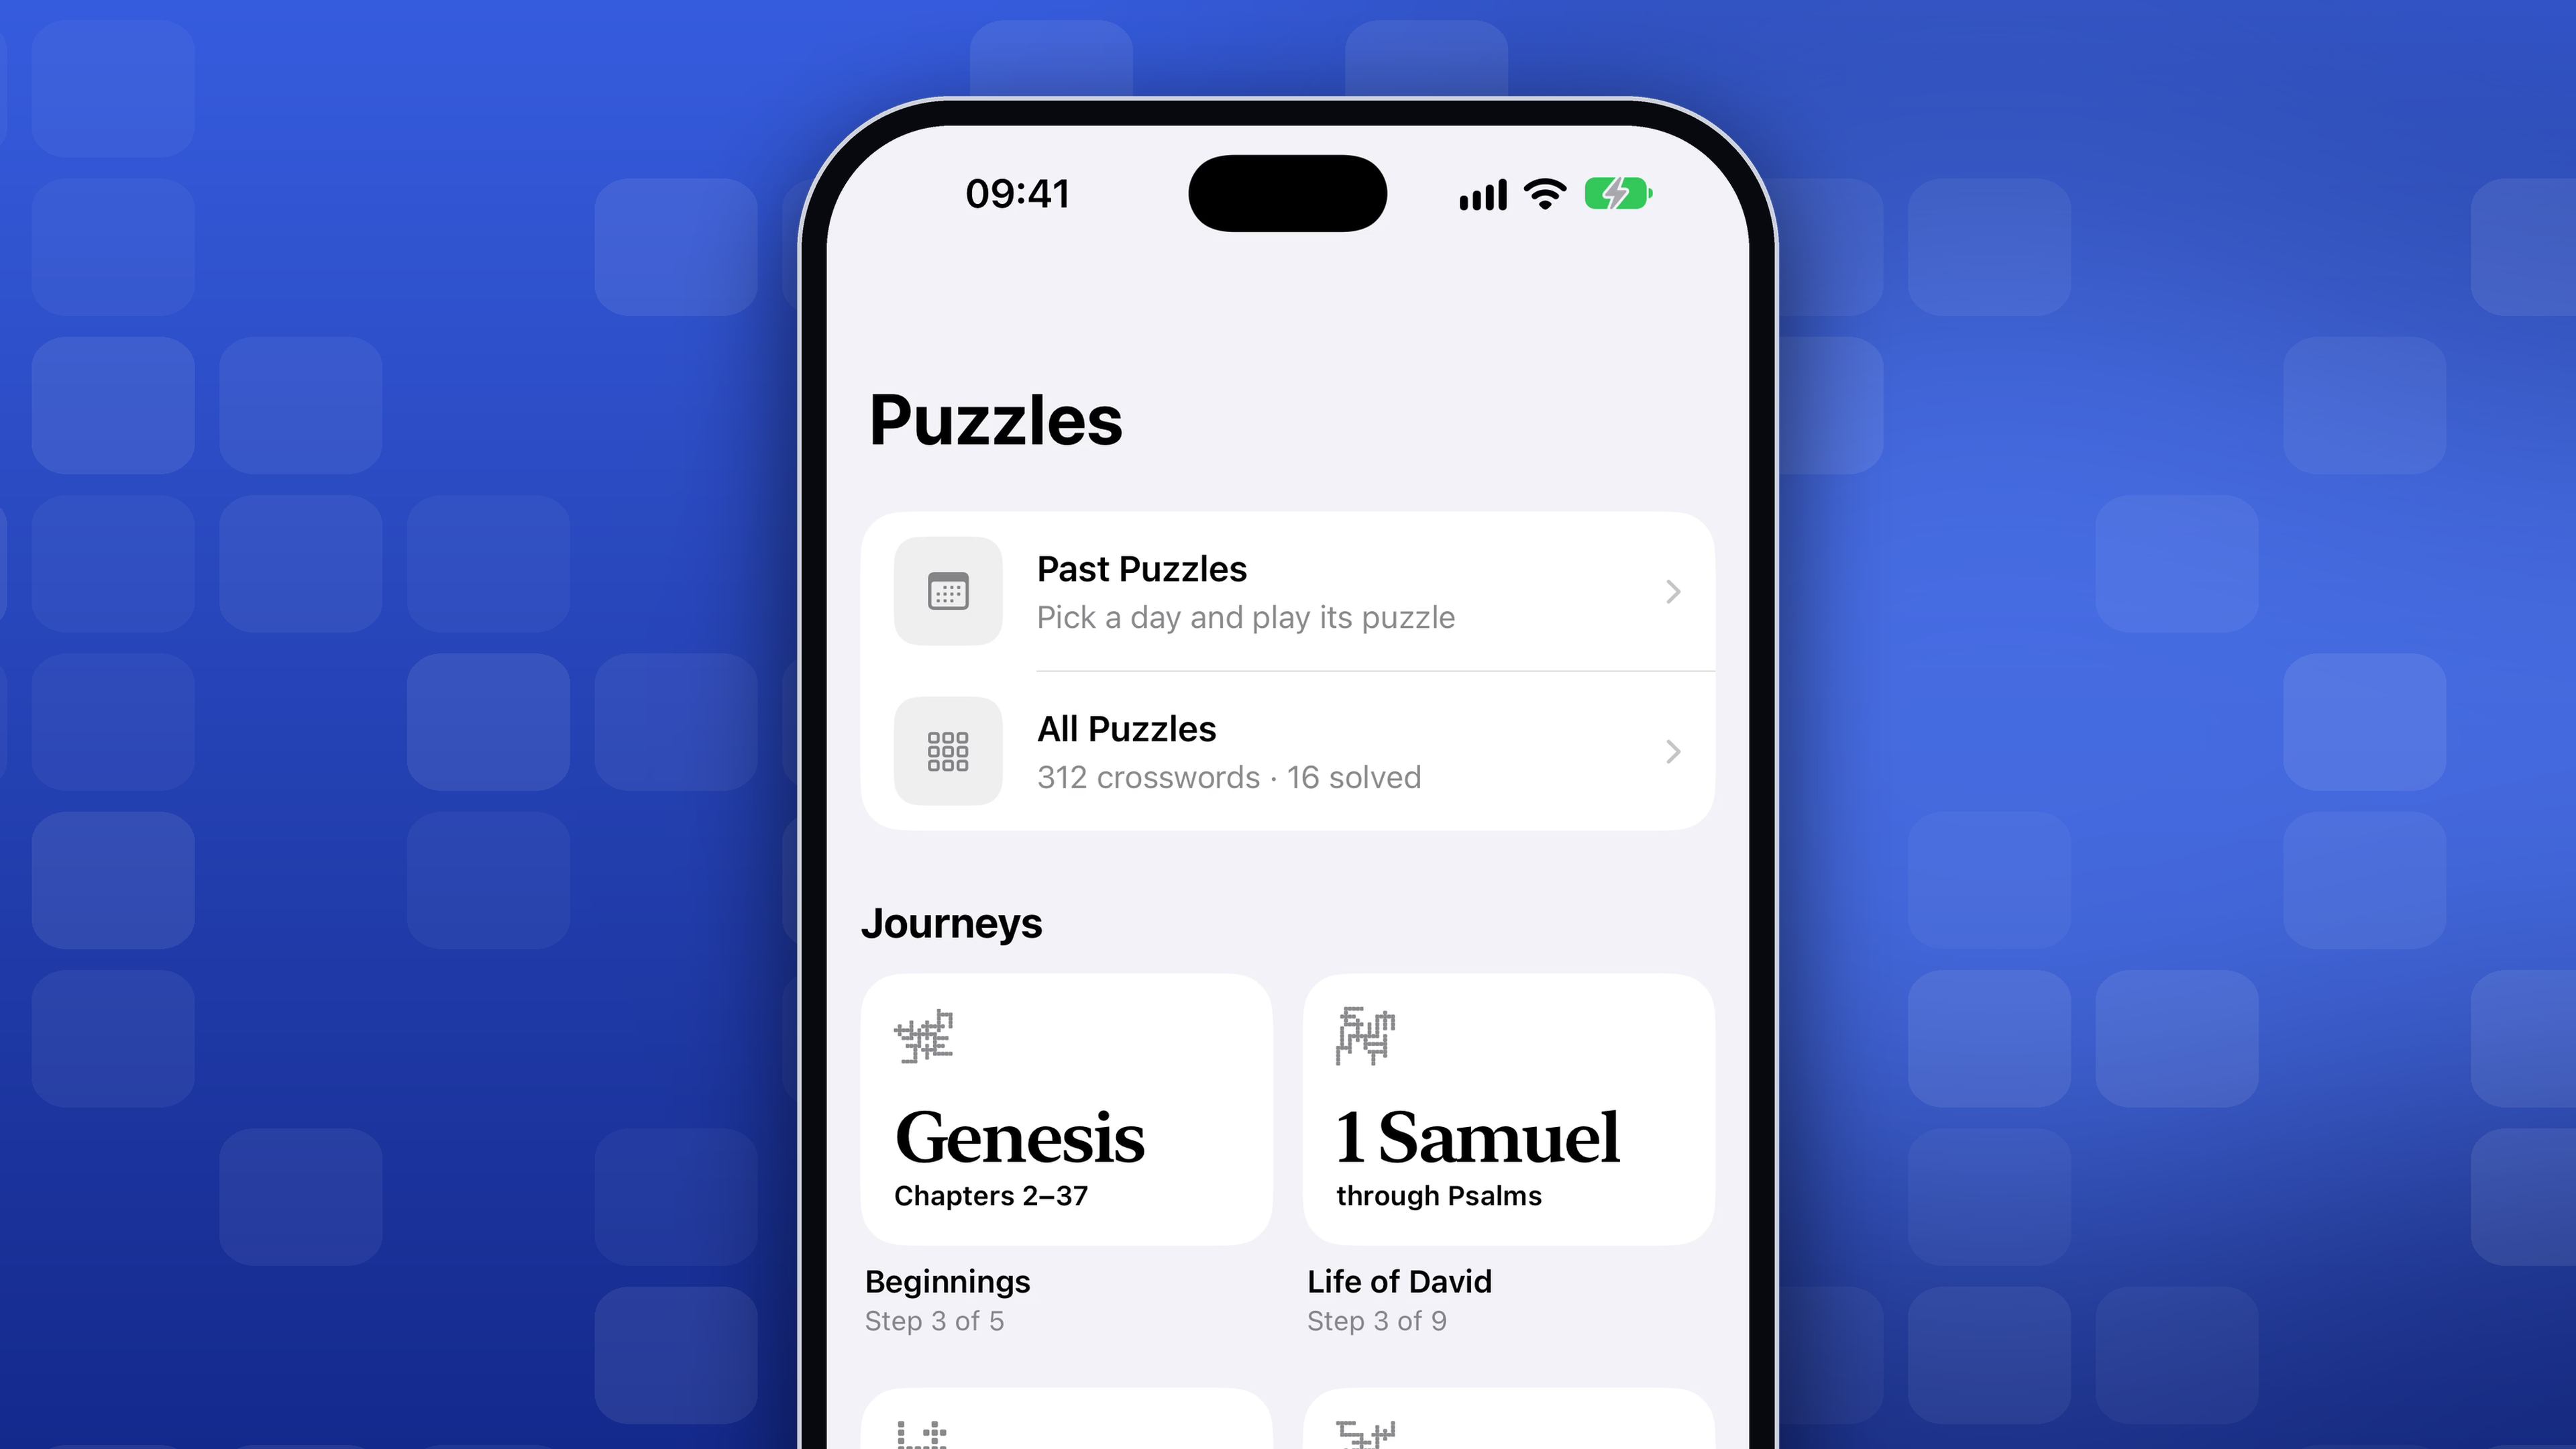 09:41
Puzzles
Past Puzzles
Pick a day and play its puzzle
All Puzzles
312 crosswords · 16 solved
Journeys
Genesis
Chapters 2–37
Beginnings
Step 3 of 5
1 Samuel
through Psalms
Life of David
Step 3 of 9